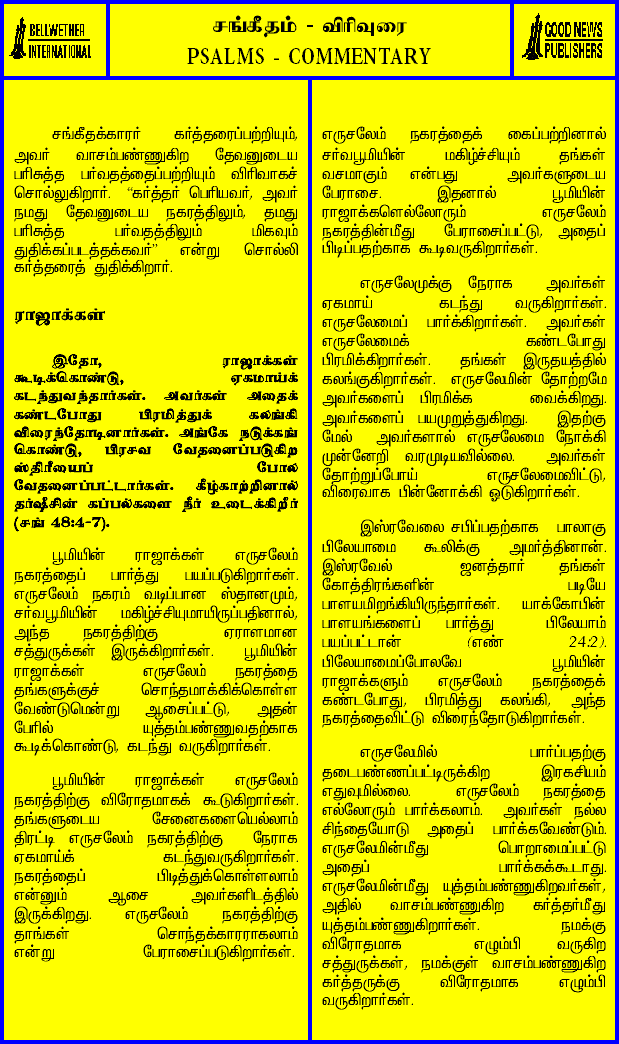 BELLWETHER
INTERNATIONAL
சங்கீதம் - விரிவுரை
PSALMS - COMMENTARY
GOOD NEWS
PUBLISHERS
சங்கீதக்காரர் கர்த்தரைப்பற்றியும்,
அவர் வாசம்பண்ணுகிற தேவனுடைய
பரிசுத்த பர்வதத்தைப்பற்றியும் விரிவாகச்
சொல்லுகிறார். “கர்த்தர் பெரியவர், அவர்
நமது தேவனுடைய நகரத்திலும், தமது
பரிசுத்த பர்வதத்திலும் மிகவும்
துதிக்கப்படத்தக்கவர்” என்று சொல்லி
கர்த்தரைத் துதிக்கிறார்.
ராஜாக்கள்
இதோ, ராஜாக்கள்
கூடிக்கொண்டு, ஏகமாய்க்
கடந்துவந்தார்கள். அவர்கள் அதைக்
கண்டபோது பிரமித்துக் கலங்கி
விரைந்தோடினார்கள். அங்கே நடுக்கங்
கொண்டு, பிரசவ வேதனைப்படுகிற
ஸ்திரீயைப் போல
வேதனைப்பாட்டார்கள். கீழ்காற்றினால்
தர்ஷீசின் கப்பல்களை நீர் உடைக்கிறீர்
(சங் 48:4-7).
பூமியின் ராஜாக்கள் எருசலேம்
நகரத்தைப் பார்த்து பயப்படுகிறார்கள்.
எருசலேம் நகரம் வடிப்பான ஸ்தானமும்,
சர்வபூமியின் மகிழ்ச்சியுமாயிருப்பதினால்,
அந்த நகரத்திற்கு ஏராளமான
சத்துருக்கள் இருக்கிறார்கள். பூமியின்
ராஜாக்கள் எருசலேம் நகரத்தை
தங்களுக்குச் சொந்தமாக்கிக்கொள்ள
வேண்டுமென்று ஆசைப்பட்டு, அதன்
பேரில் யுத்தம்பண்ணுவதற்காக
கூடிக்கொண்டு, கடந்து வருகிறார்கள்.
பூமியின் ராஜாக்கள் எருசலேம்
நகரத்திற்கு விரோதமாகக் கூடுகிறார்கள்.
தங்களுடைய சேனைகளையெல்லாம்
திரட்டி எருசலேம் நகரத்திற்கு நேராக
ஏகமாய்க் கடந்துவருகிறார்கள்.
நகரத்தைப் பிடித்துக்கொள்ளலாம்
என்னும் ஆசை அவர்களிடத்தில்
இருக்கிறது. எருசலேம் நகரத்திற்கு
தாங்கள் சொந்தக்காரராகலாம்
என்று பேராசைப்படுகிறார்கள்.
எருசலேம் நகரத்தைக் கைப்பற்றினால்
சர்வபூமியின் மகிழ்ச்சியும் தங்கள்
வசமாகும் என்பது அவர்களுடைய
பேராசை. இதனால் பூமியின்
ராஜாக்களெல்லோரும் எருசலேம்
நகரத்தின்மீது பேராசைப்பட்டு, அதைப்
பிடிப்பதற்காக கூடிவருகிறார்கள்.
எருசலேமுக்கு நேராக அவர்கள்
ஏகமாய் கடந்து வருகிறார்கள்.
எருசலேமைப் பார்க்கிறார்கள். அவர்கள்
எருசலேமைக் கண்டபோது
பிரமிக்கிறார்கள். தங்கள் இருதயத்தில்
கலங்குகிறார்கள். எருசலேமின் தோற்றமே
அவர்களைப் பிரமிக்க வைக்கிறது.
அவர்களைப் பயமுறுத்துகிறது. இதற்கு
மேல் அவர்களால் எருசலேமை நோக்கி
முன்னேறி வரமுடியவில்லை. அவர்கள்
தோற்றுப்போய் எருசலேமைவிட்டு,
விரைவாக பின்னோக்கி ஓடுகிறார்கள்.
இஸ்ரவேலை சபிப்பதற்காக பாலாகு
பிலேயாமை கூலிக்கு அமர்த்தினான்.
இஸ்ரவேல் ஜனத்தார் தங்கள்
கோத்திரங்களின் படியே
பாளயமிறங்கியிருந்தார்கள். யாக்கோபின்
பாளயங்களைப் பார்த்து பிலேயாம்
பயப்பட்டான் (எண் 24:2).
பிலேயாமைப்போலவே பூமியின்
ராஜாக்களும் எருசலேம் நகரத்தைக்
கண்டபோது, பிரமித்து கலங்கி, அந்த
நகரத்தைவிட்டு விரைந்தோடுகிறார்கள்.
எருசலேமில் பார்ப்பதற்கு
தடைபண்ணப்பட்டிருக்கிற இரகசியம்
எதுவுமில்லை. எருசலேம் நகரத்தை
எல்லோரும் பார்க்கலாம். அவர்கள் நல்ல
சிந்தையோடு அதைப் பார்க்கவேண்டும்.
எருசலேமின்மீது பொறாமைப்பட்டு
அதைப் பார்க்கக்கூடாது.
எருசலேமின்மீது யுத்தம்பண்ணுகிறவர்கள்,
அதில் வாசம்பண்ணுகிற கர்த்தர்மீது
யுத்தம்பண்ணுகிறார்கள். நமக்கு
விரோதமாக எழும்பி வருகிற
சத்துருக்கள், நமக்குள் வாசம்பண்ணுகிற
கர்த்தருக்கு விரோதமாக எழும்பி
வருகிறார்கள்.